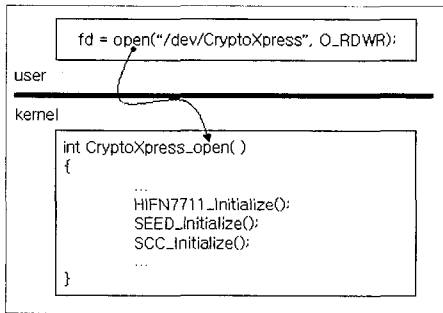 fd = open("/dev/CryptoXpress", O_RDWR);
user
kernel
int CryptoXpress_open( )
{
...
HIFN7711_Initialize();
SEED_Initialize();
SCC_Initialize();
...
}